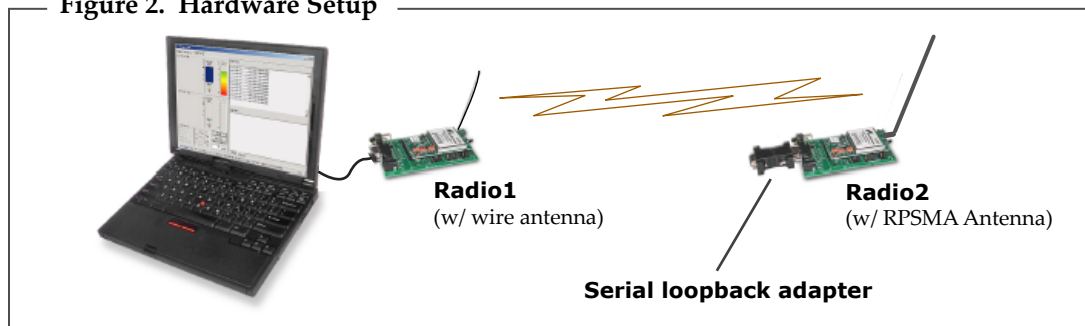 Figure 2. Hardware Setup
Radio1
(w/ wire antenna)
Radio2
(w/ RPSMA Antenna)
Serial loopback adapter